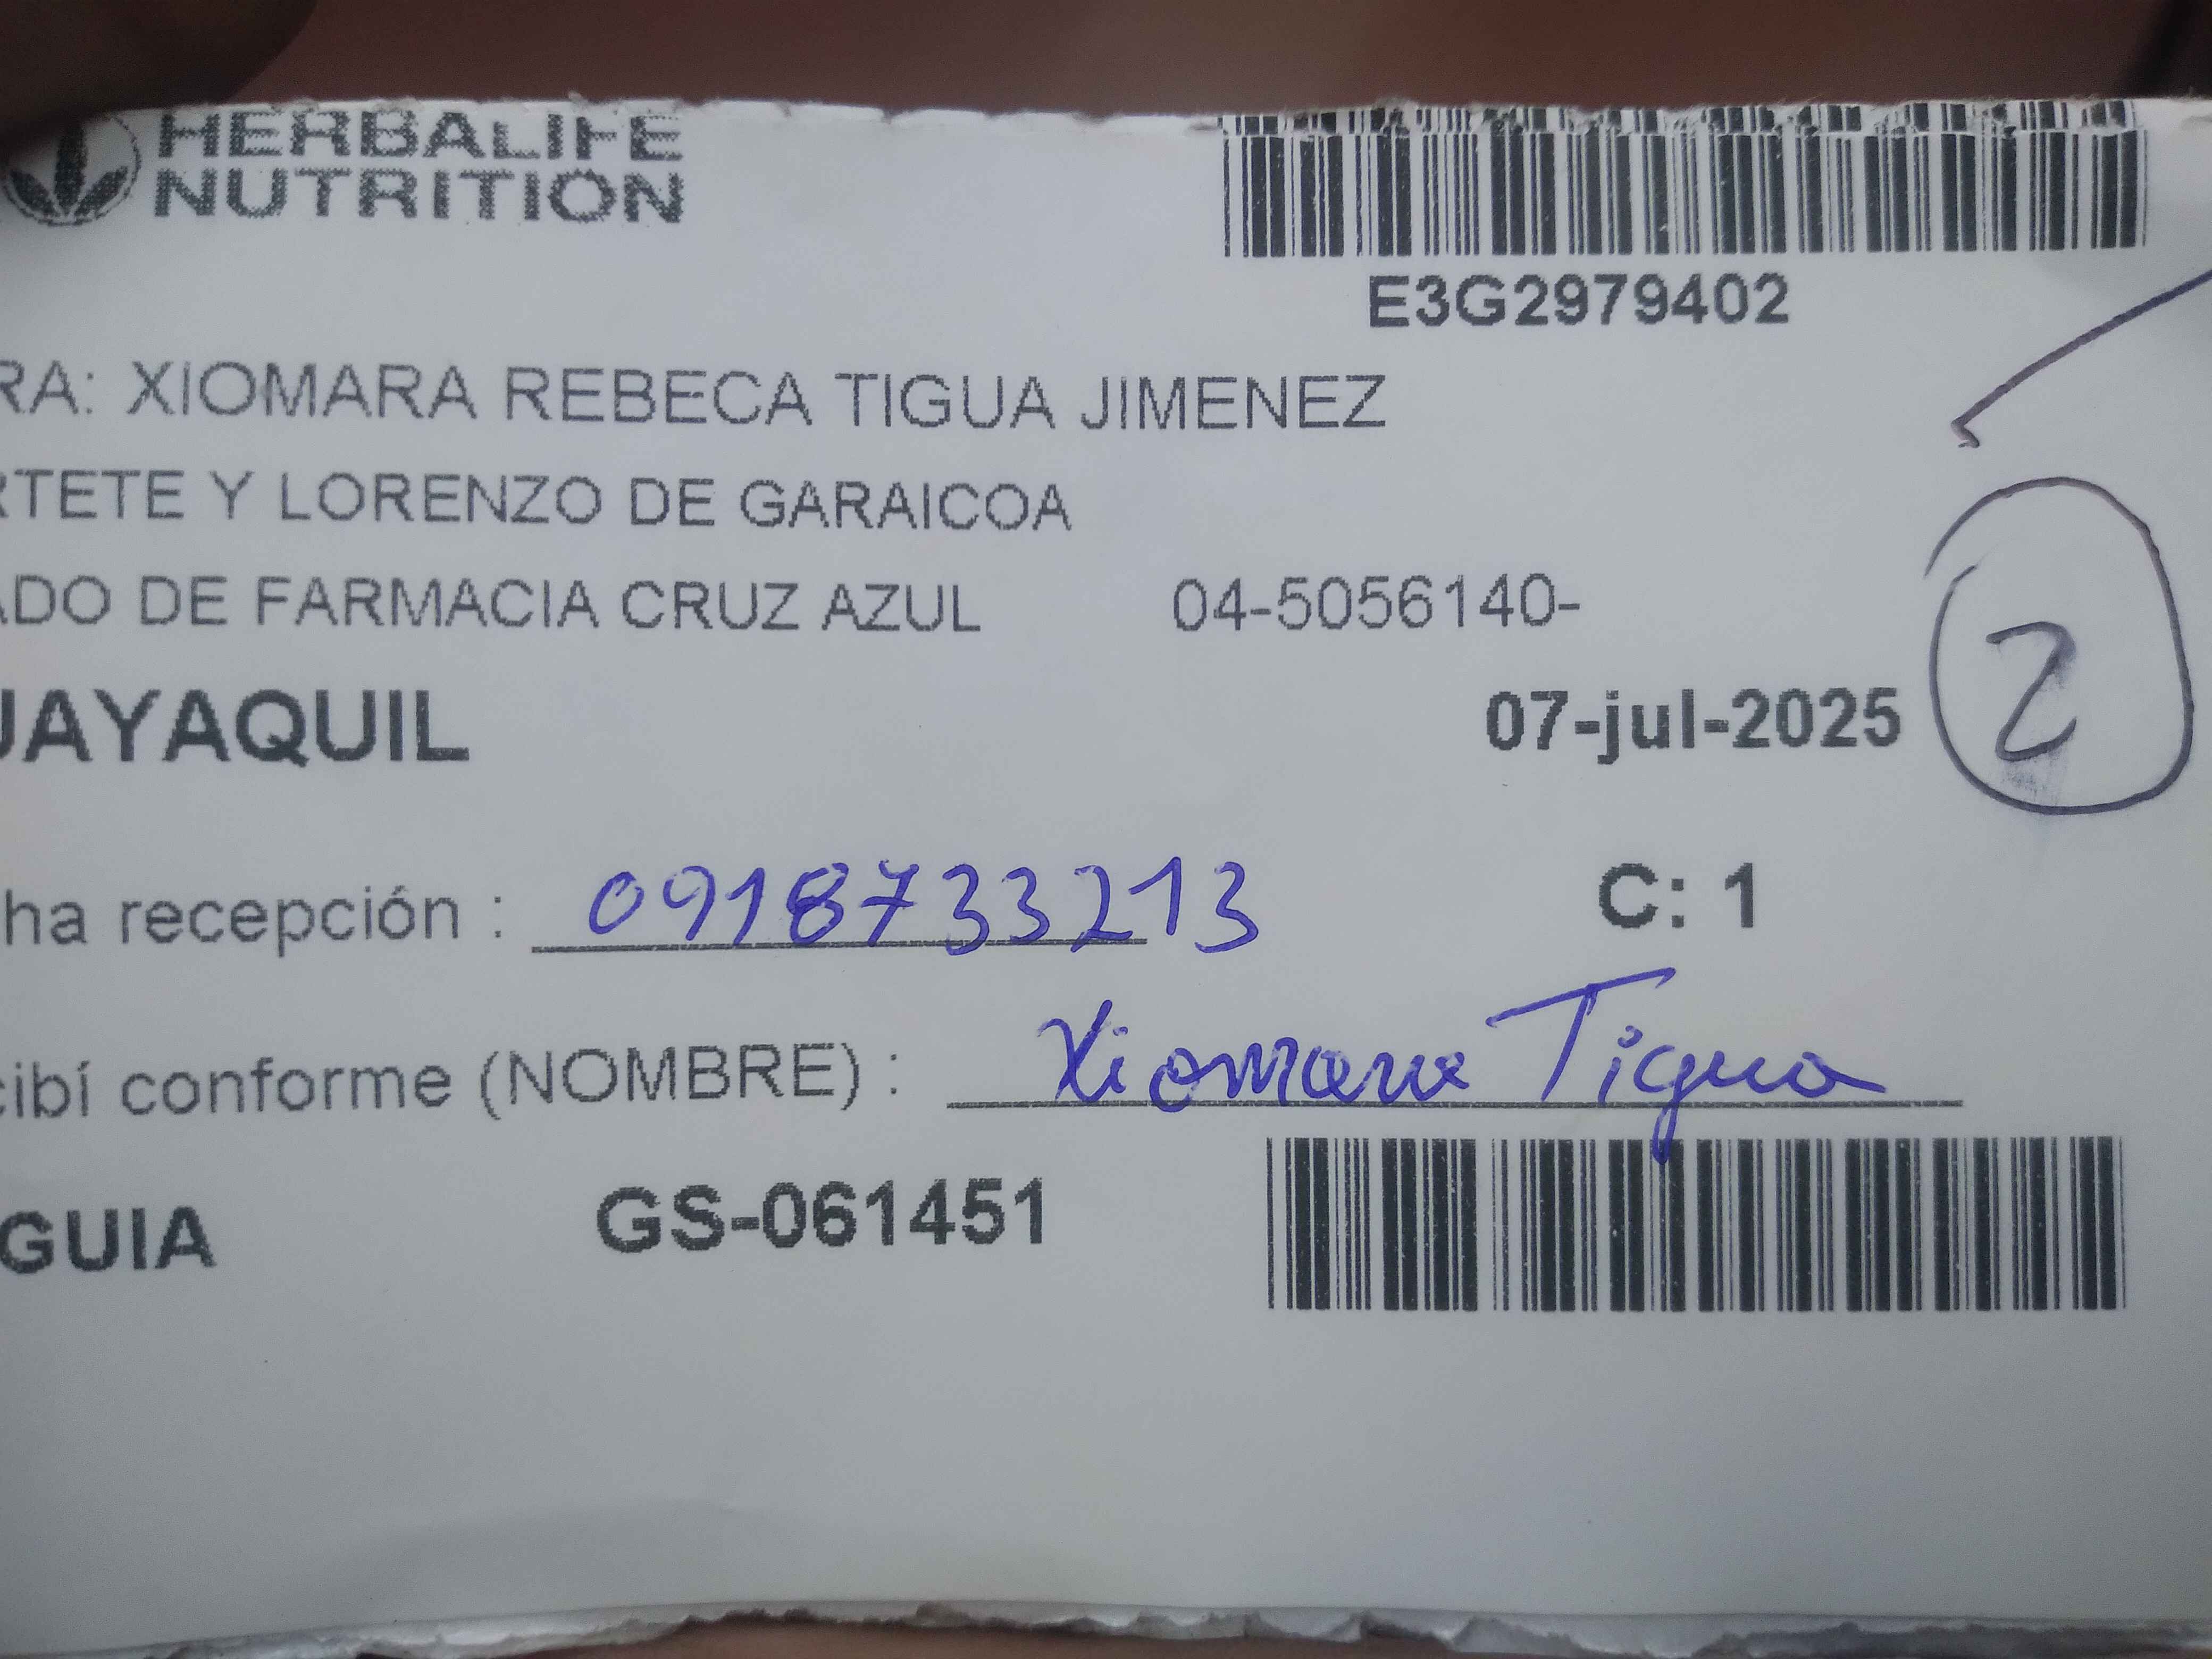 HERBALIFE
NUTRITION
E3G2979402
RA: XIOMARA REBECA TIGUA JIMENEZ
RTETE Y LORENZO DE GARAICOA
ADO DE FARMACIA CRUZ AZUL 04-5056140-
UAYAQUIL 07-jul-2025 2
ha recepción : 0918733213 C: 1
cibí conforme (NOMBRE) : Xiomara Tigua
GUIA GS-061451